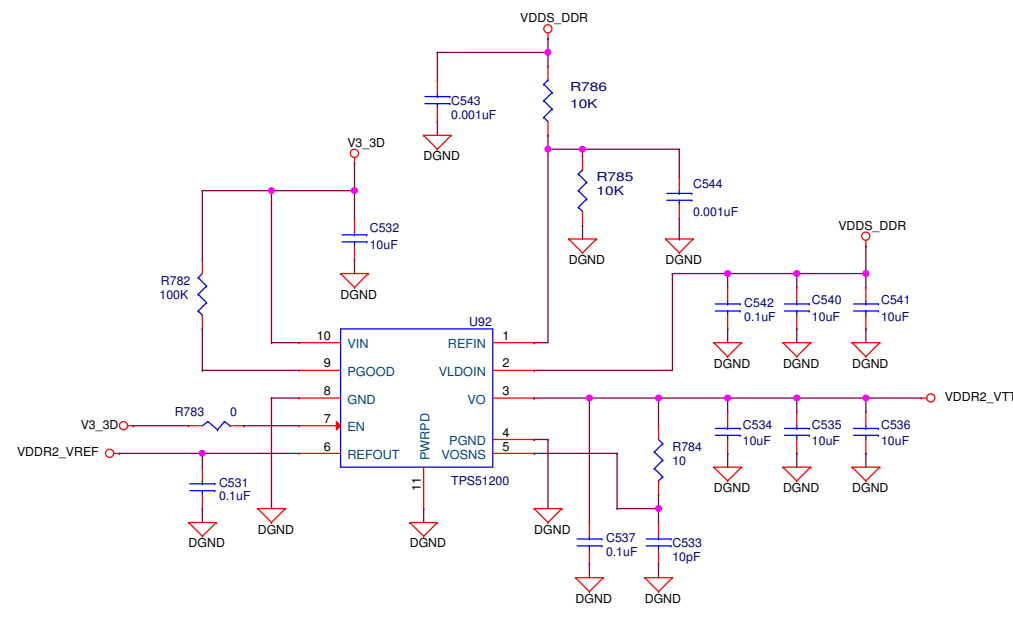 VDDS_DDR
R786
10K
C543
0.001uF
DGND
V3_3D
R785
10K
C544
0.001uF
DGND
DGND
C532
10uF
DGND
VDDS_DDR
R782
100K
C542
0.1uF
C540
10uF
C541
10uF
DGND
DGND
DGND
U92
10
VIN
REFIN
1
9
PGOOD
VLDOIN
2
8
GND
VO
3
VDDR2_VTT
R783
0
V3_3D
7
EN
PWRPD
PGND
4
VDDR2_VREF
6
REFOUT
VOSNS
5
11
TPS51200
R784
10
C534
10uF
C535
10uF
C536
10uF
DGND
DGND
DGND
C531
0.1uF
DGND
DGND
DGND
DGND
C537
0.1uF
C533
10pF
DGND
DGND